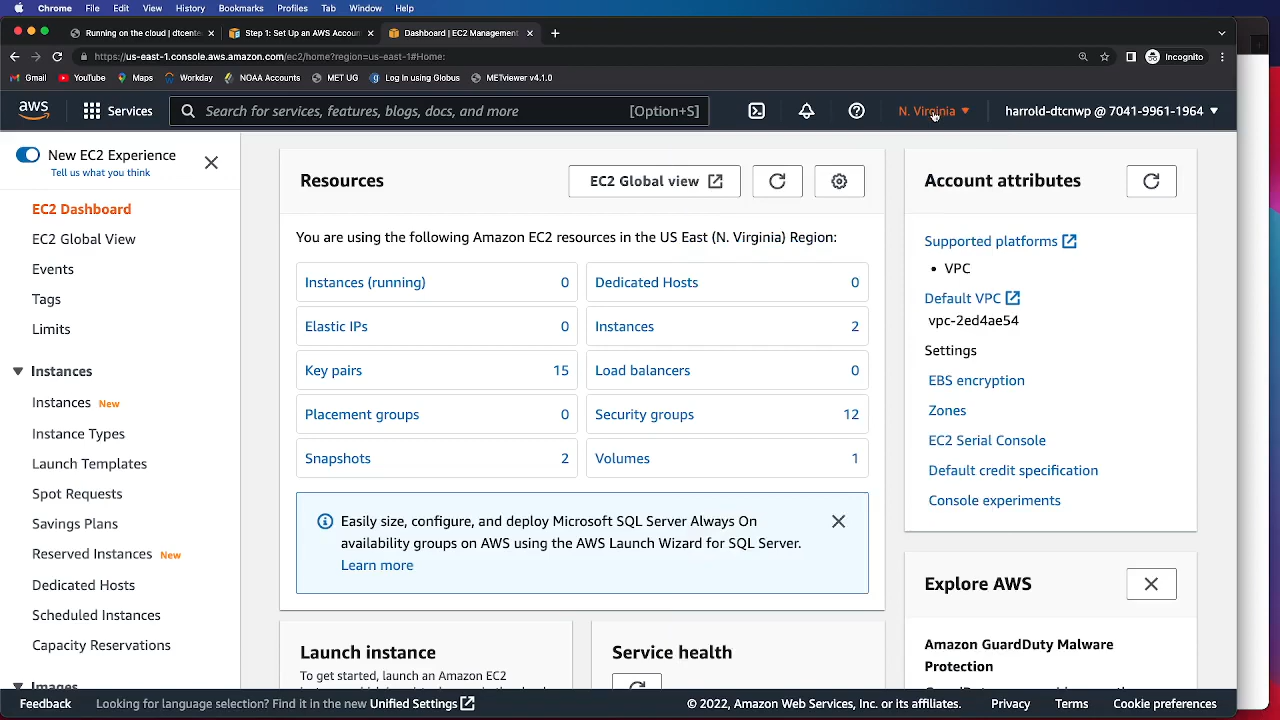 Chrome File Edit View History Bookmarks Profiles Tab Window Help
Running on the cloud | dtcente
Step 1: Set Up an AWS Accoun
Dashboard | EC2 Management
https://us-east-1.console.aws.amazon.com/ec2/home?region=us-east-1#Home:
Incognito
Gmail YouTube Maps Workday NOAA Accounts MET UG Log In using Globus METViewer v4.1.0
aws
Services
Search for services, features, blogs, docs, and more [Option+S]
N. Virginia
harrold-dtcnwp @ 7041-9961-1964
New EC2 Experience
Tell us what you think
EC2 Dashboard
EC2 Global View
Events
Tags
Limits
Instances
Instances New
Instance Types
Launch Templates
Spot Requests
Savings Plans
Reserved Instances New
Dedicated Hosts
Scheduled Instances
Capacity Reservations
Images
Resources
EC2 Global view
You are using the following Amazon EC2 resources in the US East (N. Virginia) Region:
Instances (running) 0
Dedicated Hosts 0
Elastic IPs 0
Instances 2
Key pairs 15
Load balancers 0
Placement groups 0
Security groups 12
Snapshots 2
Volumes 1
Easily size, configure, and deploy Microsoft SQL Server Always On
availability groups on AWS using the AWS Launch Wizard for SQL Server.
Learn more
Launch instance
To get started, launch an Amazon EC2
Service health
Account attributes
Supported platforms
• VPC
Default VPC
vpc-2ed4ae54
Settings
EBS encryption
Zones
EC2 Serial Console
Default credit specification
Console experiments
Explore AWS
Amazon GuardDuty Malware
Protection
Feedback
Looking for language selection? Find it in the new Unified Settings
© 2022, Amazon Web Services, Inc. or its affiliates.
Privacy
Terms
Cookie preferences